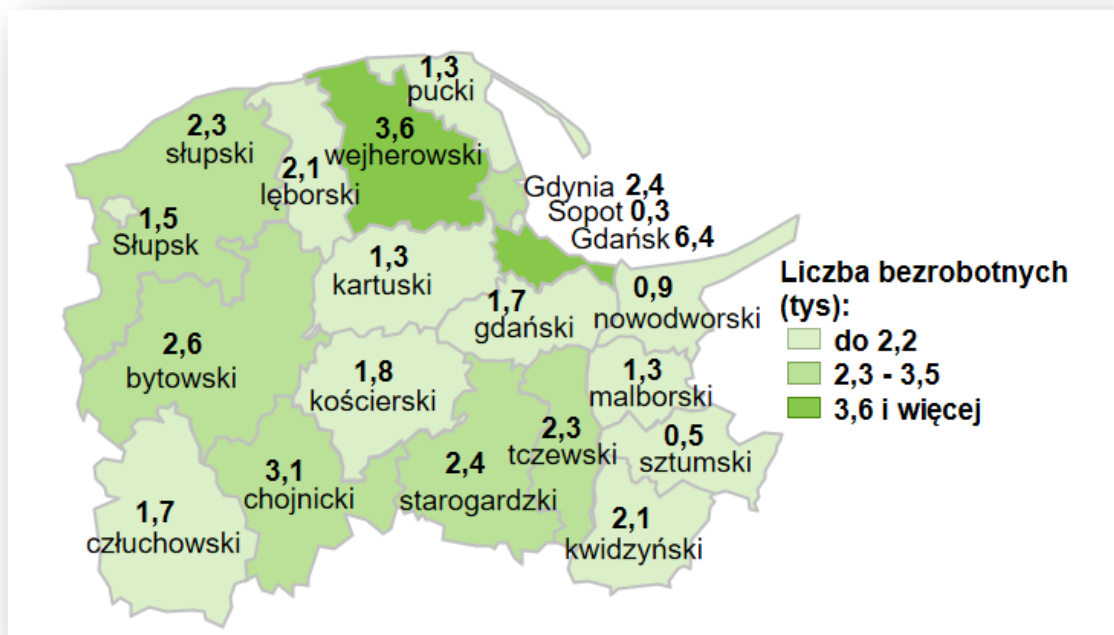 1,3
pucki
2,3
słupski
3,6
wejherowski
2,1
lęborski
Gdynia 2,4
Sopot 0,3
Gdańsk 6,4
1,5
Słupsk
1,3
kartuski
1,7
gdański
0,9
nowodworski
2,6
bytowski
1,8
kościerski
1,3
malborski
2,3
tczewski
0,5
sztumski
3,1
chojnicki
2,4
starogardzki
1,7
człuchowski
2,1
kwidzyński
Liczba bezrobotnych
(tys):
do 2,2
2,3 - 3,5
3,6 i więcej